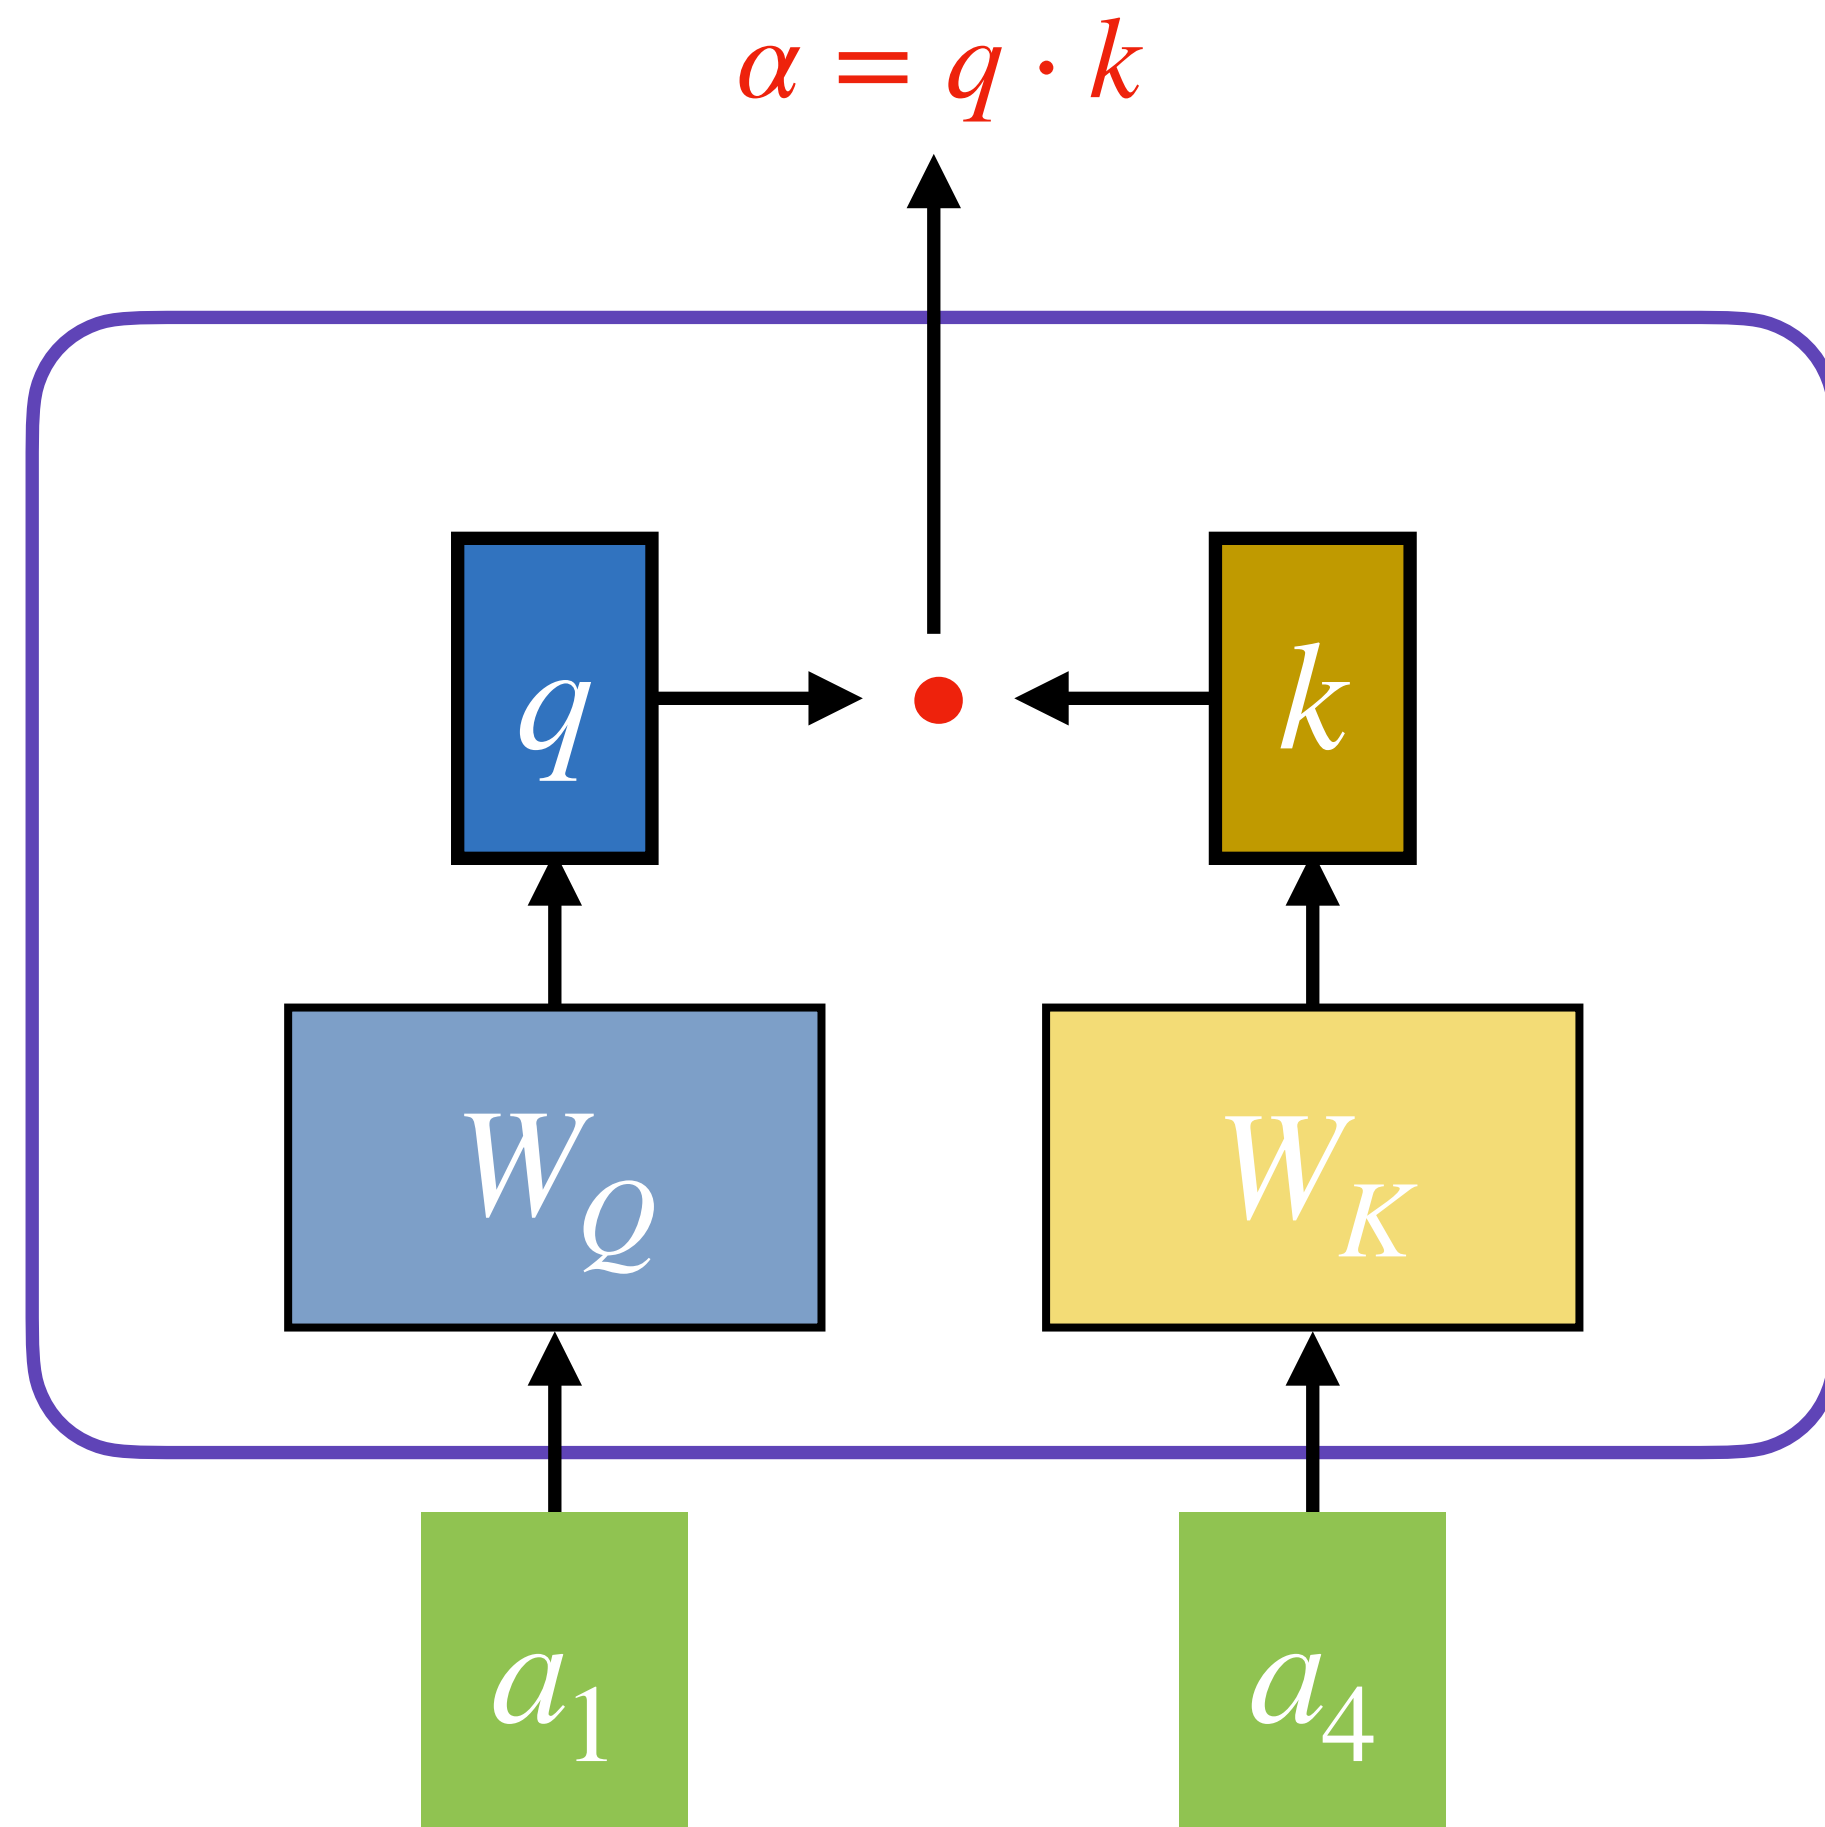 α = q · k
q k
W_Q W_K
a_1 a_4